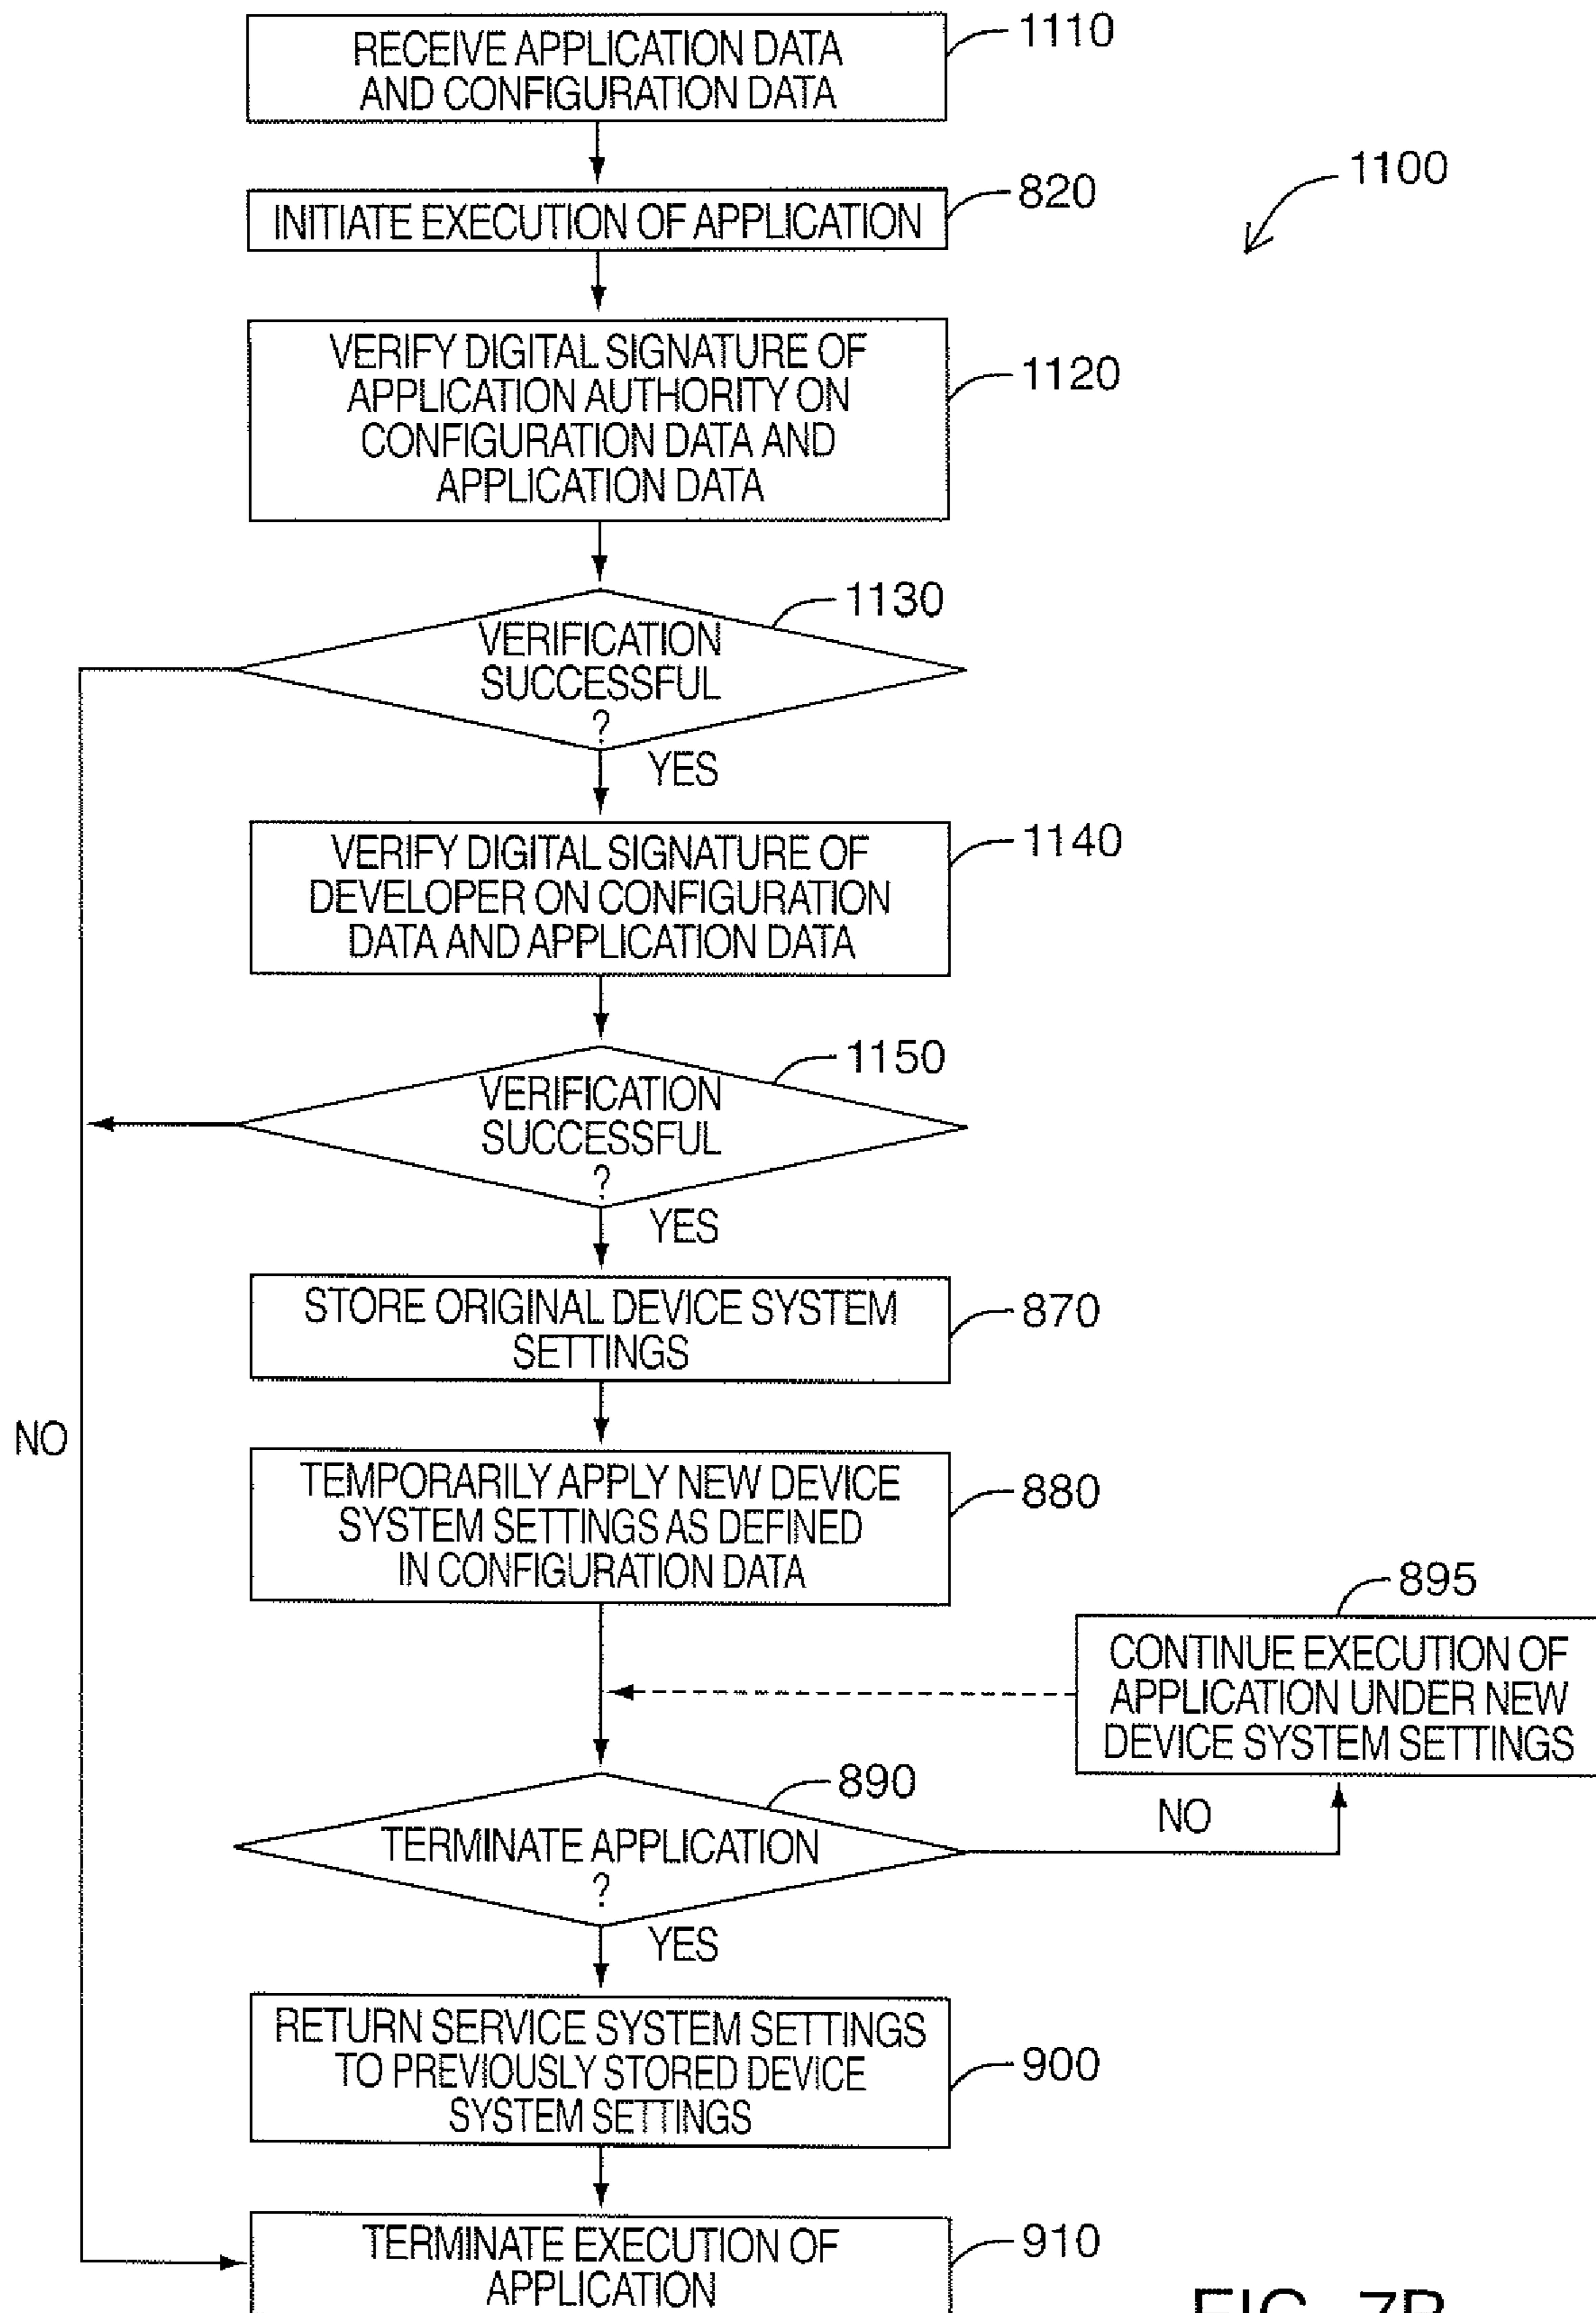 RECEIVE APPLICATION DATA
AND CONFIGURATION DATA
1110
1100
INITIATE EXECUTION OF APPLICATION
820
VERIFY DIGITAL SIGNATURE OF
APPLICATION AUTHORITY ON
CONFIGURATION DATA AND
APPLICATION DATA
1120
VERIFICATION
SUCCESSFUL
?
1130
YES
VERIFY DIGITAL SIGNATURE OF
DEVELOPER ON CONFIGURATION
DATA AND APPLICATION DATA
1140
VERIFICATION
SUCCESSFUL
?
1150
YES
STORE ORIGINAL DEVICE SYSTEM
SETTINGS
870
NO
TEMPORARILY APPLY NEW DEVICE
SYSTEM SETTINGS AS DEFINED
IN CONFIGURATION DATA
880
895
CONTINUE EXECUTION OF
APPLICATION UNDER NEW
DEVICE SYSTEM SETTINGS
TERMINATE APPLICATION
?
890
NO
YES
RETURN SERVICE SYSTEM SETTINGS
TO PREVIOUSLY STORED DEVICE
SYSTEM SETTINGS
900
TERMINATE EXECUTION OF
APPLICATION
910
FIG. 7B